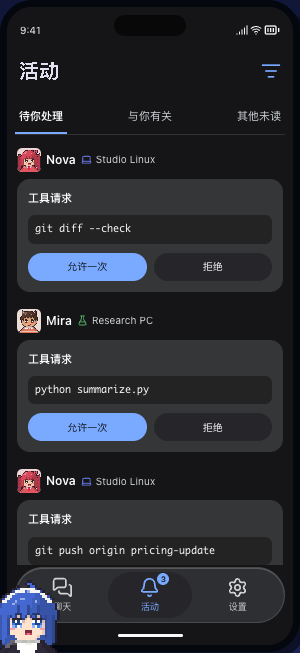 9:41
活动
待你处理
与你有关
其他未读
Nova Studio Linux
工具请求
git diff --check
允许一次
拒绝
Mira Research PC
工具请求
python summarize.py
允许一次
拒绝
Nova Studio Linux
工具请求
git push origin pricing-update
3
聊天
活动
设置